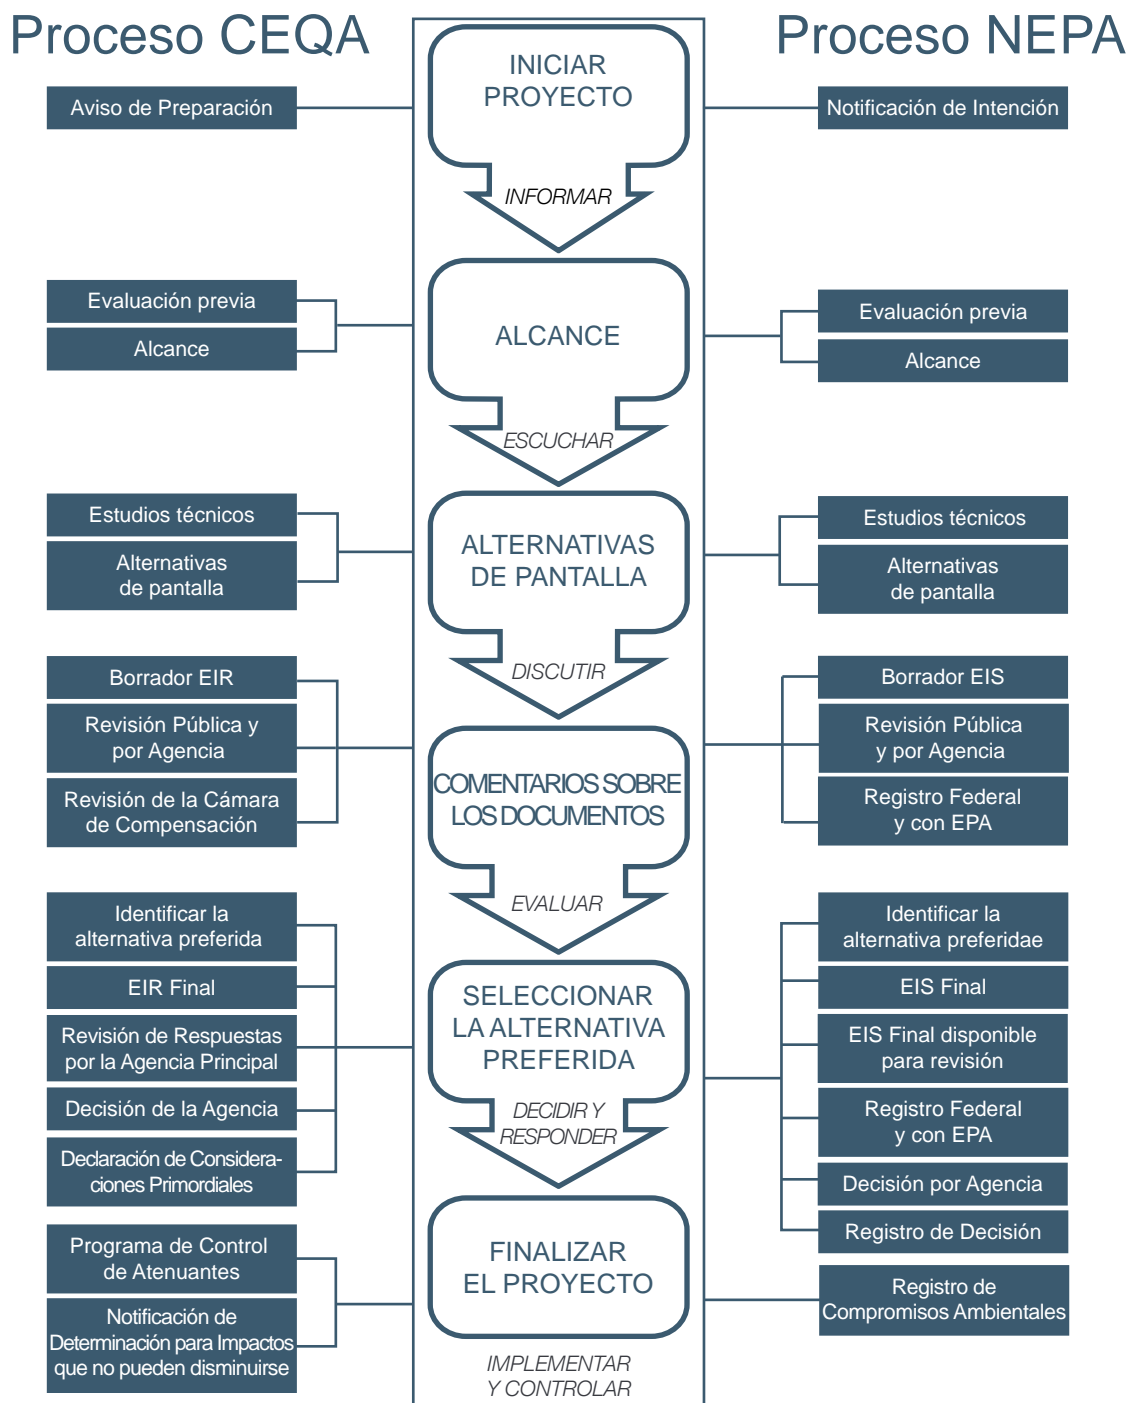 Proceso CEQA
Proceso NEPA
INICIAR
PROYECTO
Aviso de Preparación
Notificación de Intención
INFORMAR
Evaluación previa
Alcance
ALCANCE
Evaluación previa
Alcance
ESCUCHAR
Estudios técnicos
Alternativas
de pantalla
ALTERNATIVAS
DE PANTALLA
Estudios técnicos
Alternativas
de pantalla
DISCUTIR
Borrador EIR
Revisión Pública y
por Agencia
Revisión de la Cámara
de Compensación
COMENTARIOS SOBRE
LOS DOCUMENTOS
Borrador EIS
Revisión Pública
y por Agencia
Registro Federal
y con EPA
EVALUAR
Identificar la
alternativa preferida
EIR Final
Revisión de Respuestas
por la Agencia Principal
Decisión de la Agencia
Declaración de Considera-
ciones Primordiales
SELECCIONAR
LA ALTERNATIVA
PREFERIDA
DECIDIR Y
RESPONDER
Identificar la
alternativa preferidae
EIS Final
EIS Final disponible
para revisión
Registro Federal
y con EPA
Decisión por Agencia
Registro de Decisión
Programa de Control
de Atenuantes
Notificación de
Determinación para Impactos
que no pueden disminuirse
FINALIZAR
EL PROYECTO
Registro de
Compromisos Ambientales
IMPLEMENTAR
Y CONTROLAR